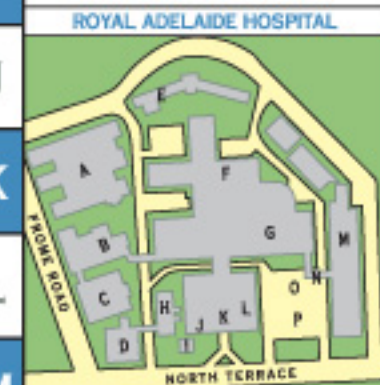 ROYAL ADELAIDE HOSPITAL
E
A
F
B
G
M
N
C
O
H
L
K
P
J
D
I
FROME ROAD
NORTH TERRACE
K